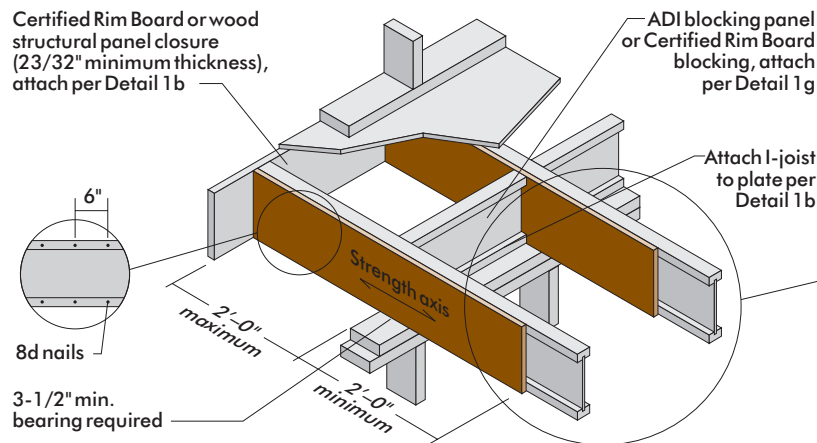 Certified Rim Board or wood
structural panel closure
(23/32" minimum thickness),
attach per Detail 1b
ADI blocking panel
or Certified Rim Board
blocking, attach
per Detail 1g
Attach I-joist
to plate per
Detail 1b
6"
8d nails
Strength axis
2'–0"
maximum
2'–0"
minimum
3-1/2" min.
bearing required